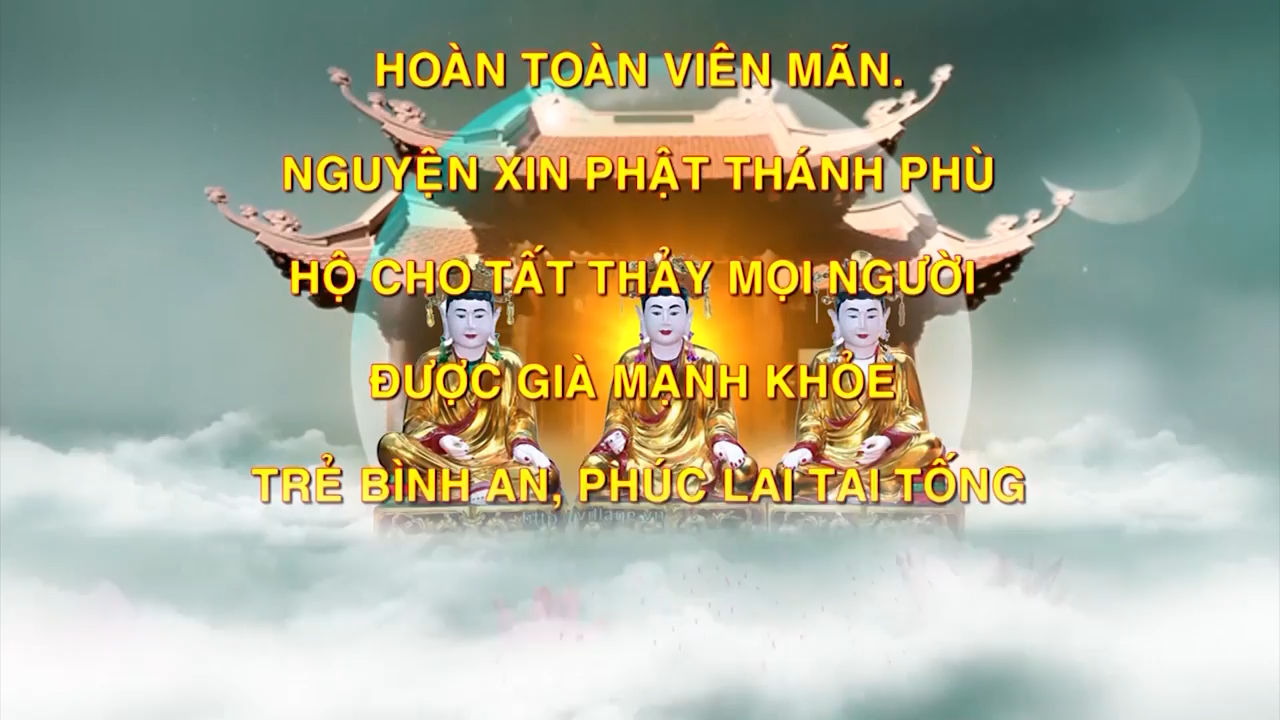 HOÀN TOÀN VIÊN MÃN.
NGUYỆN XIN PHẬT THÁNH PHÙ
HỘ CHO TẤT THẢY MỌI NGƯỜI
ĐƯỢC GIÀ MẠNH KHỎE
TRẺ BÌNH AN, PHÚC LAI TAI TỐNG